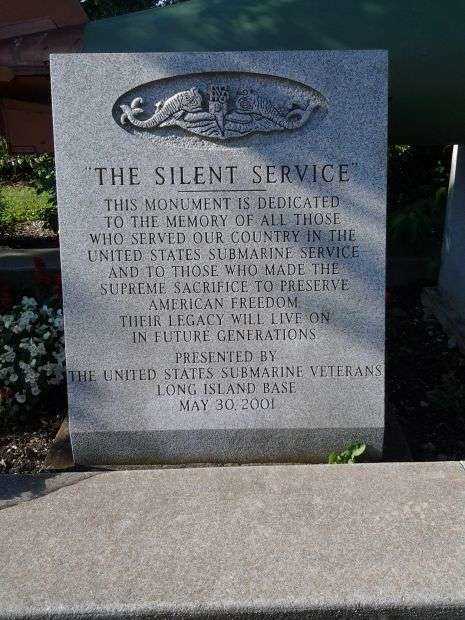 "THE SILENT SERVICE"
THIS MONUMENT IS DEDICATED
TO THE MEMORY OF ALL THOSE
WHO SERVED OUR COUNTRY IN THE
UNITED STATES SUBMARINE SERVICE
AND TO THOSE WHO MADE THE
SUPREME SACRIFICE TO PRESERVE
AMERICAN FREEDOM.
THEIR LEGACY WILL LIVE ON
IN FUTURE GENERATIONS
PRESENTED BY
THE UNITED STATES SUBMARINE VETERANS
LONG ISLAND BASE
MAY 30, 2001